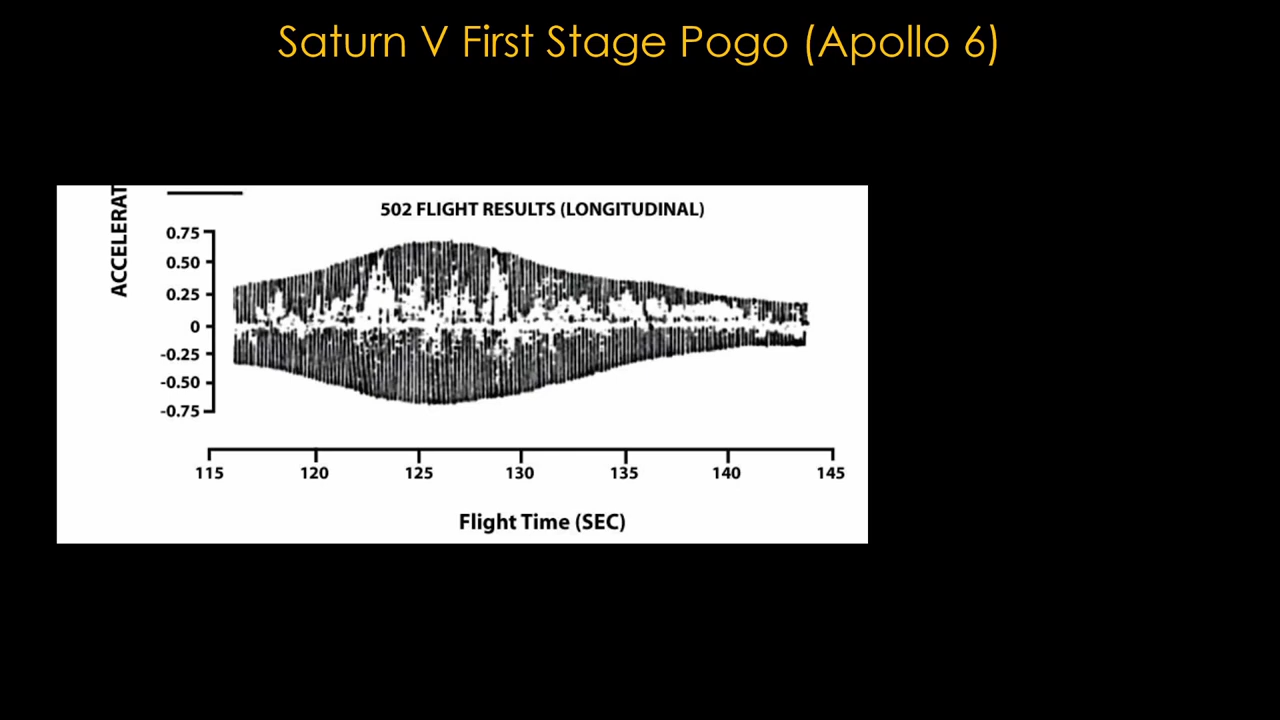 Saturn V First Stage Pogo (Apollo 6)
ACCELERAT
502 FLIGHT RESULTS (LONGITUDINAL)
0.75
0.50
0.25
0
-0.25
-0.50
-0.75
115 120 125 130 135 140 145
Flight Time (SEC)